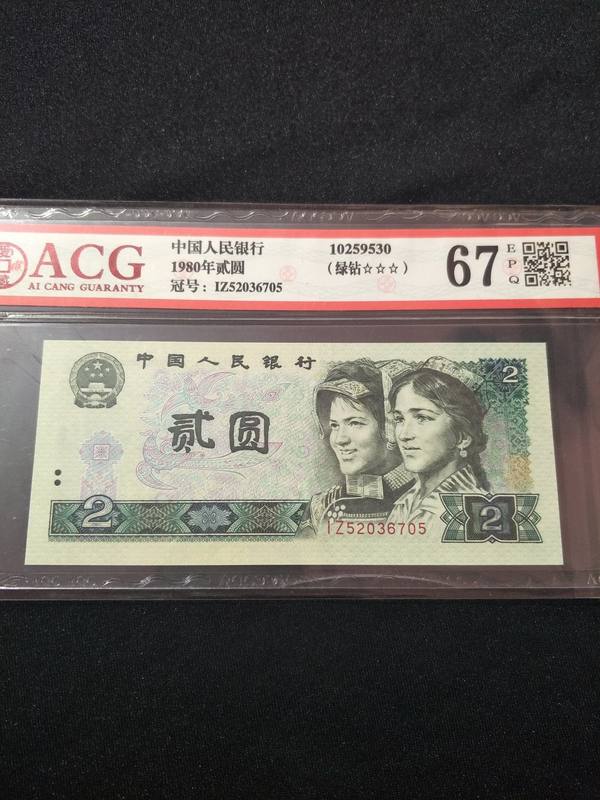 ACG
AI CANG GUARANTY
中国人民银行
1980年贰圆
冠号：IZ52036705
10259530
（绿钻☆☆☆）
67
EPQ
中国人民银行
贰圆
2
2
2
IZ52036705